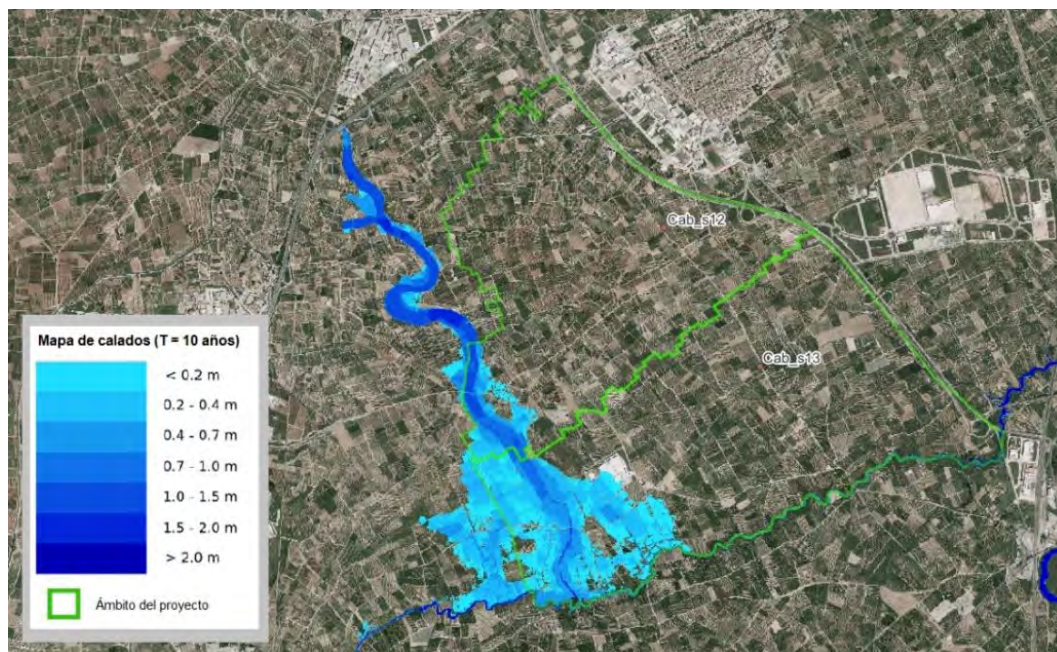 Cab_s12
Cab_s13
Mapa de calados (T = 10 años)
< 0.2 m
0.2 - 0.4 m
0.4 - 0.7 m
0.7 - 1.0 m
1.0 - 1.5 m
1.5 - 2.0 m
> 2.0 m
Ámbito del proyecto